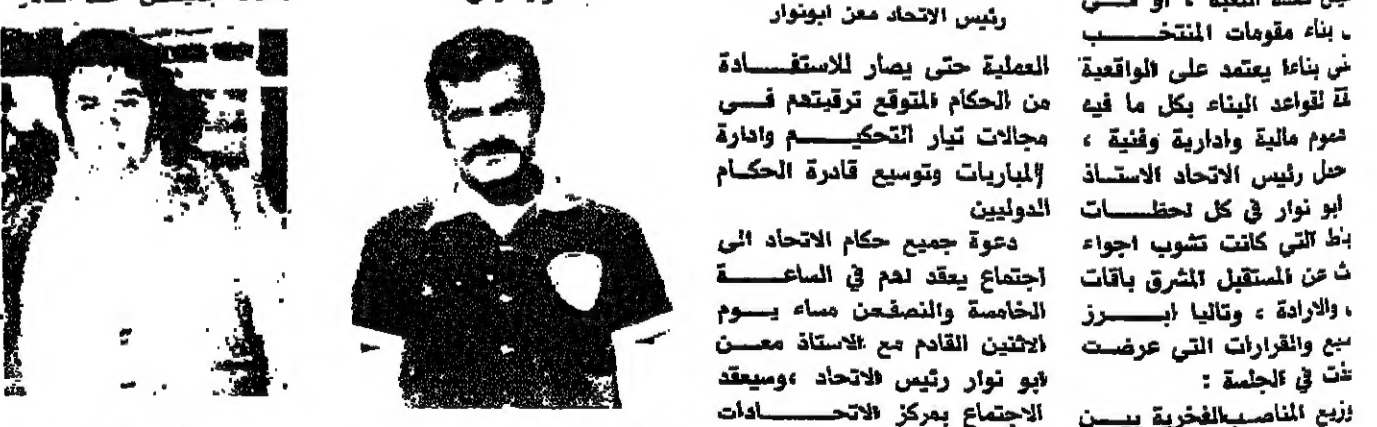 بناء مقومات المنتخب
بناءا يعتمد على الواقعية
لقواعد البناء بكل ما فيه
مالية وادارية وفنية ،
رئيس الاتحاد الاستاذ
ابو نوار في كل لحظات
التي كانت تشوب اجواء
عن المستقبل المشرق باقات
والارادة ، وتاليا ابرز
والقرارات التي عرضت
في الجلسة :
المناصب الفخرية بين
رئيس الاتحاد معن ابونوار
العملية حتى يصار للاستفادة
من الحكام المتوقع ترقيتهم في
مجالات تيار التحكيم وادارة
المباريات وتوسيع قادرة الحكام
الدوليين
دعوة جميع حكام الاتحاد الى
اجتماع يعقد لهم في الساعة
الخامسة والنصفمن مساء يوم
الاثنين القادم مع الاستاذ معن
ابو نوار رئيس الاتحاد ،وسيعقد
الاجتماع بمركز الاتحادات